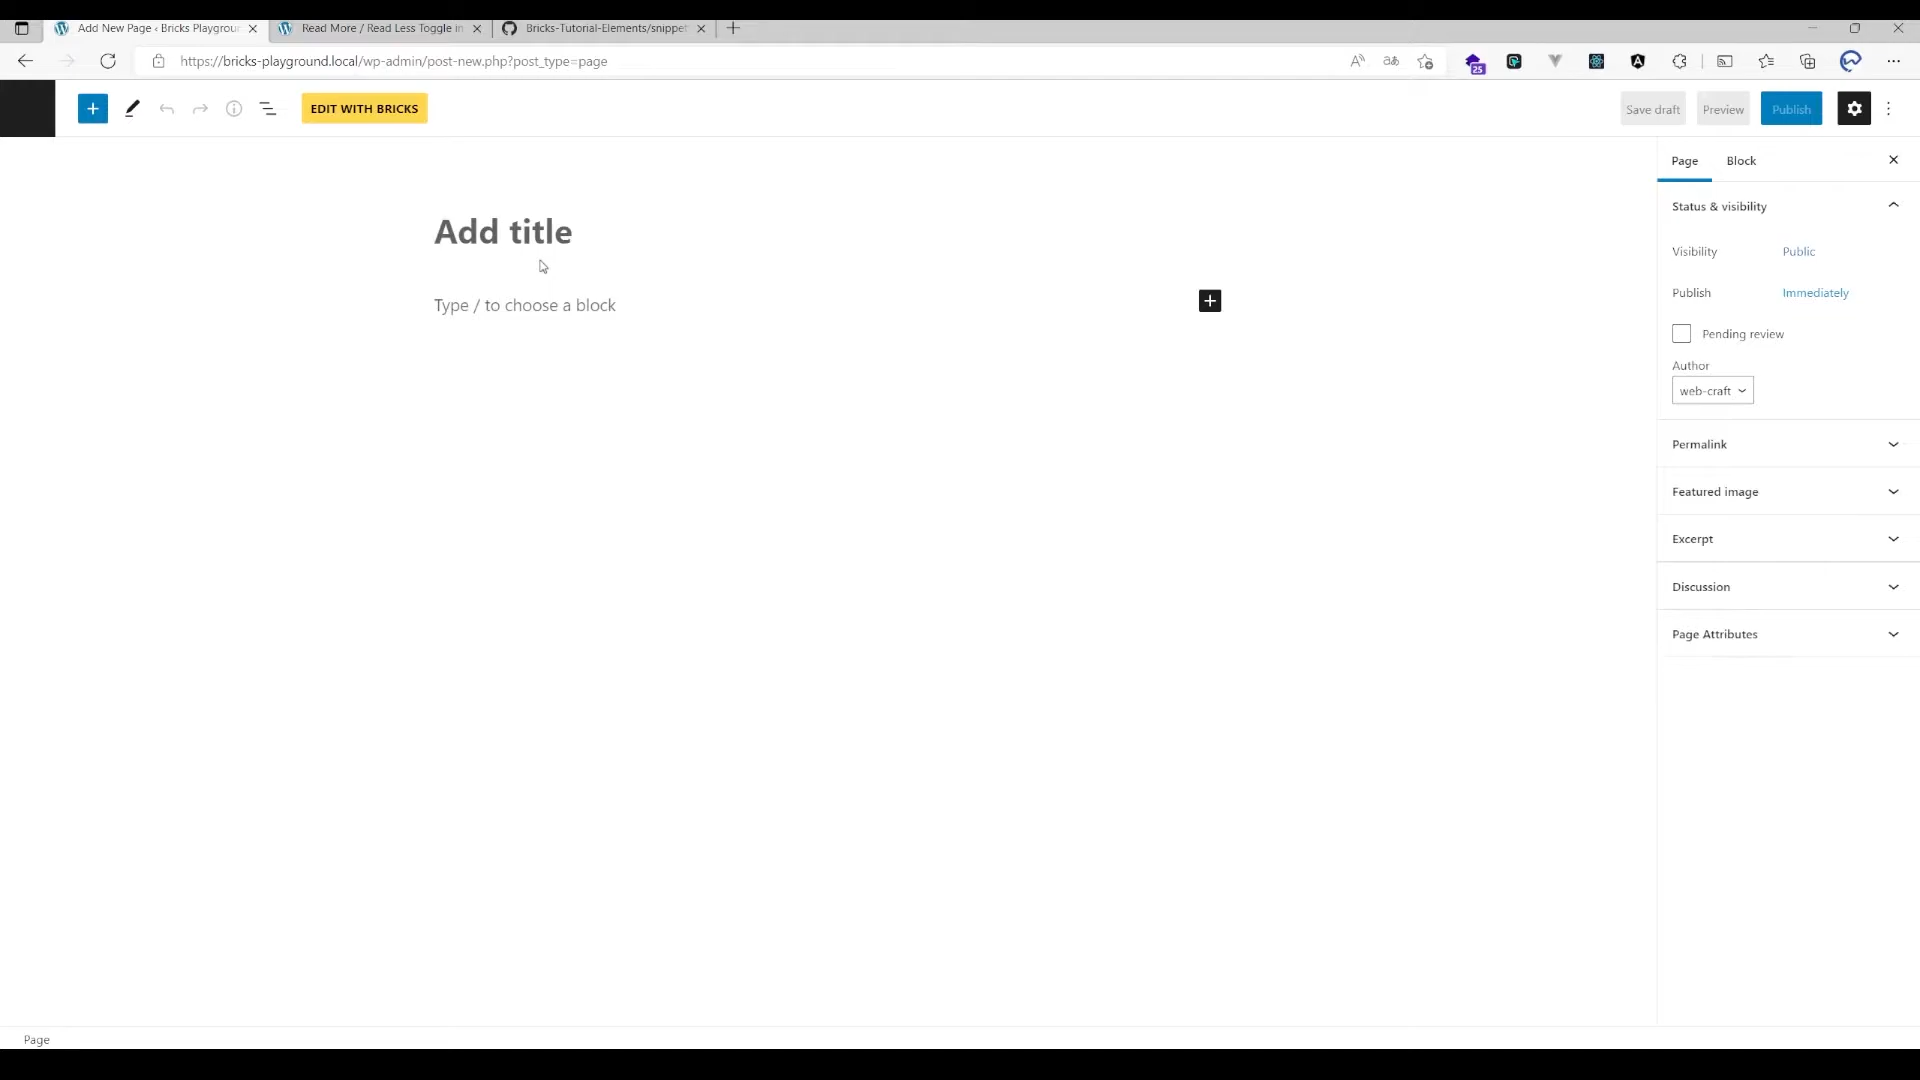 Add New Page ‹ Bricks Playgroun
Read More / Read Less Toggle in
Bricks-Tutorial-Elements/snippet
https://bricks-playground.local/wp-admin/post-new.php?post_type=page
25
EDIT WITH BRICKS
Save draft
Preview
Publish
Page
Block
Status & visibility
Visibility
Public
Publish
Immediately
Pending review
Author
web-craft
Permalink
Featured image
Excerpt
Discussion
Page Attributes
Add title
Type / to choose a block
Page